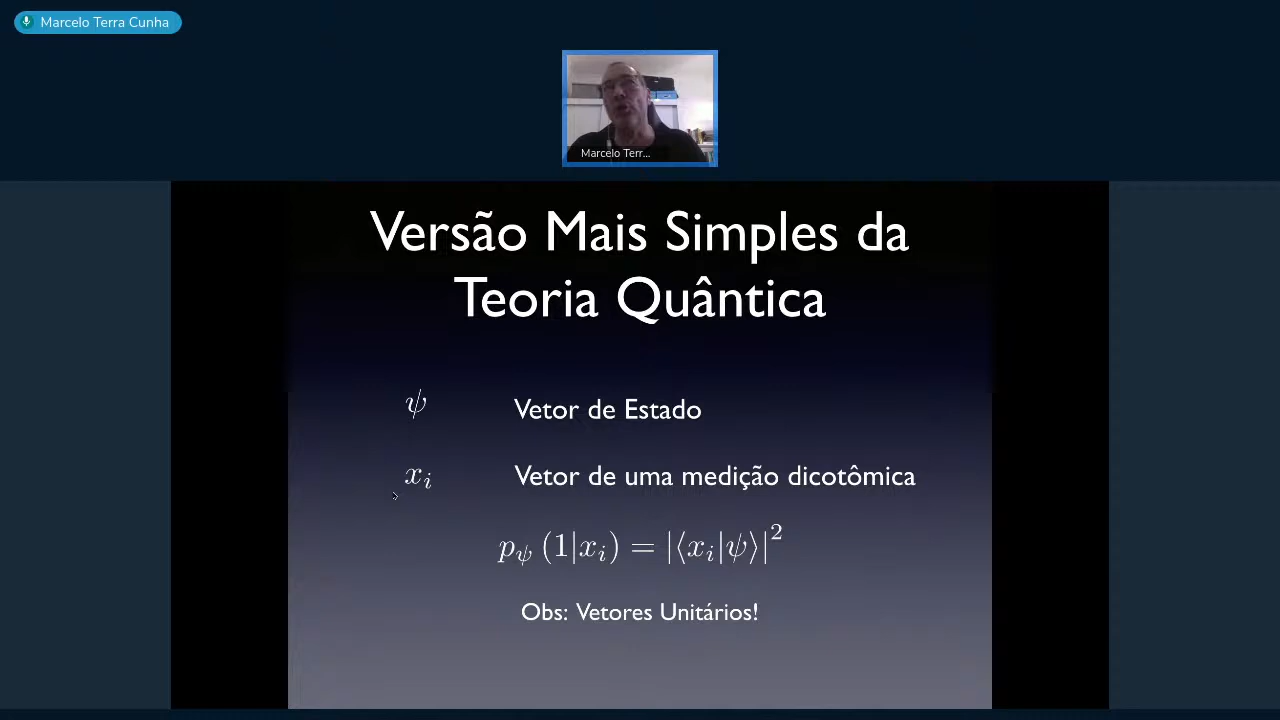 Marcelo Terra Cunha
Marcelo Terr...
Versão Mais Simples da
Teoria Quântica
ψ Vetor de Estado
x_i Vetor de uma medição dicotômica
p_ψ (1|x_i) = |⟨x_i|ψ⟩|²
Obs: Vetores Unitários!